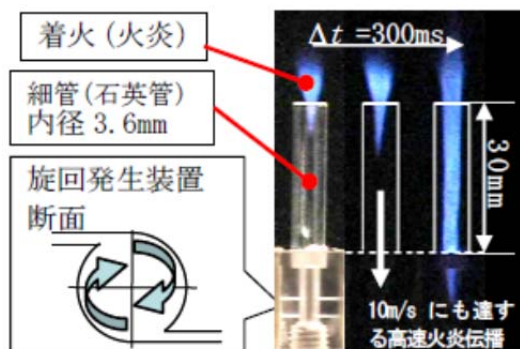 着火(火炎)
細管(石英管)
内径 3.6mm
旋回発生装置
断面
Δt =300ms
30mm
10m/s にも達す
る高速火炎伝播